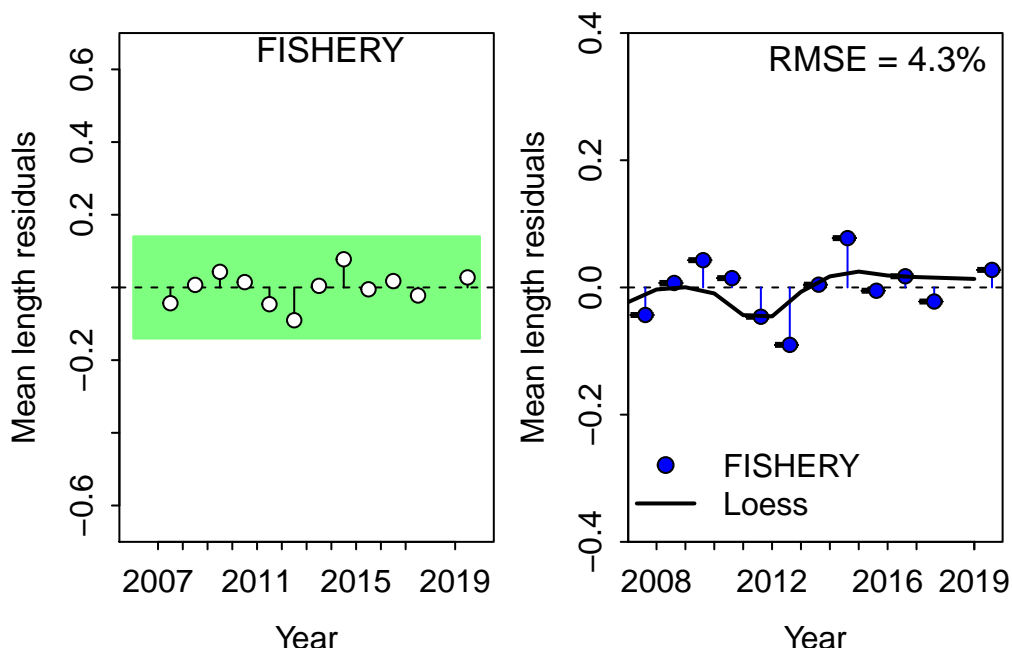 FISHERY
Mean length residuals
0.6
0.4
0.2
−0.2
−0.6
2007 2011 2015 2019
Year
RMSE = 4.3%
Mean length residuals
0.4
0.2
0.0
−0.2
−0.4
FISHERY
Loess
2008 2012 2016 2019
Year